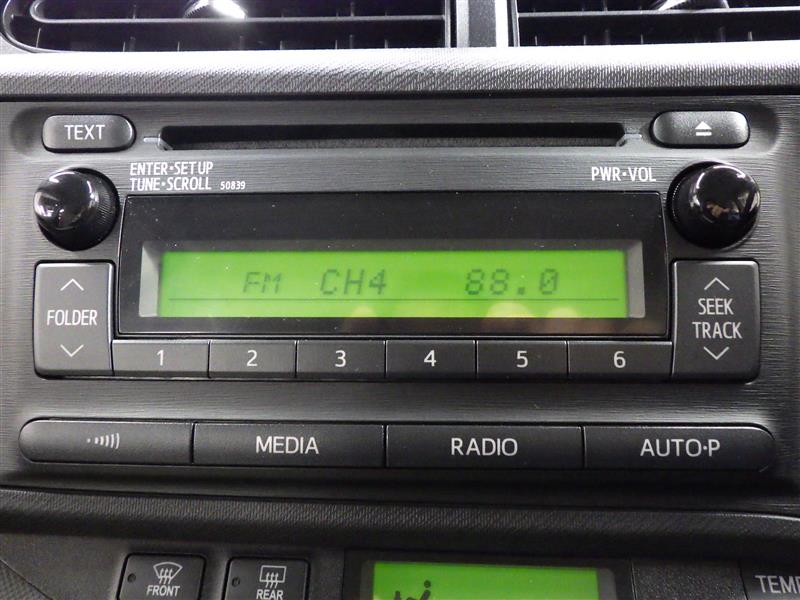 TEXT
ENTER•SETUP
TUNE•SCROLL 50839
PWR•VOL
FM CH4 88.0
FOLDER
SEEK
TRACK
1 2 3 4 5 6
MEDIA RADIO AUTO•P
FRONT
REAR
TEMP